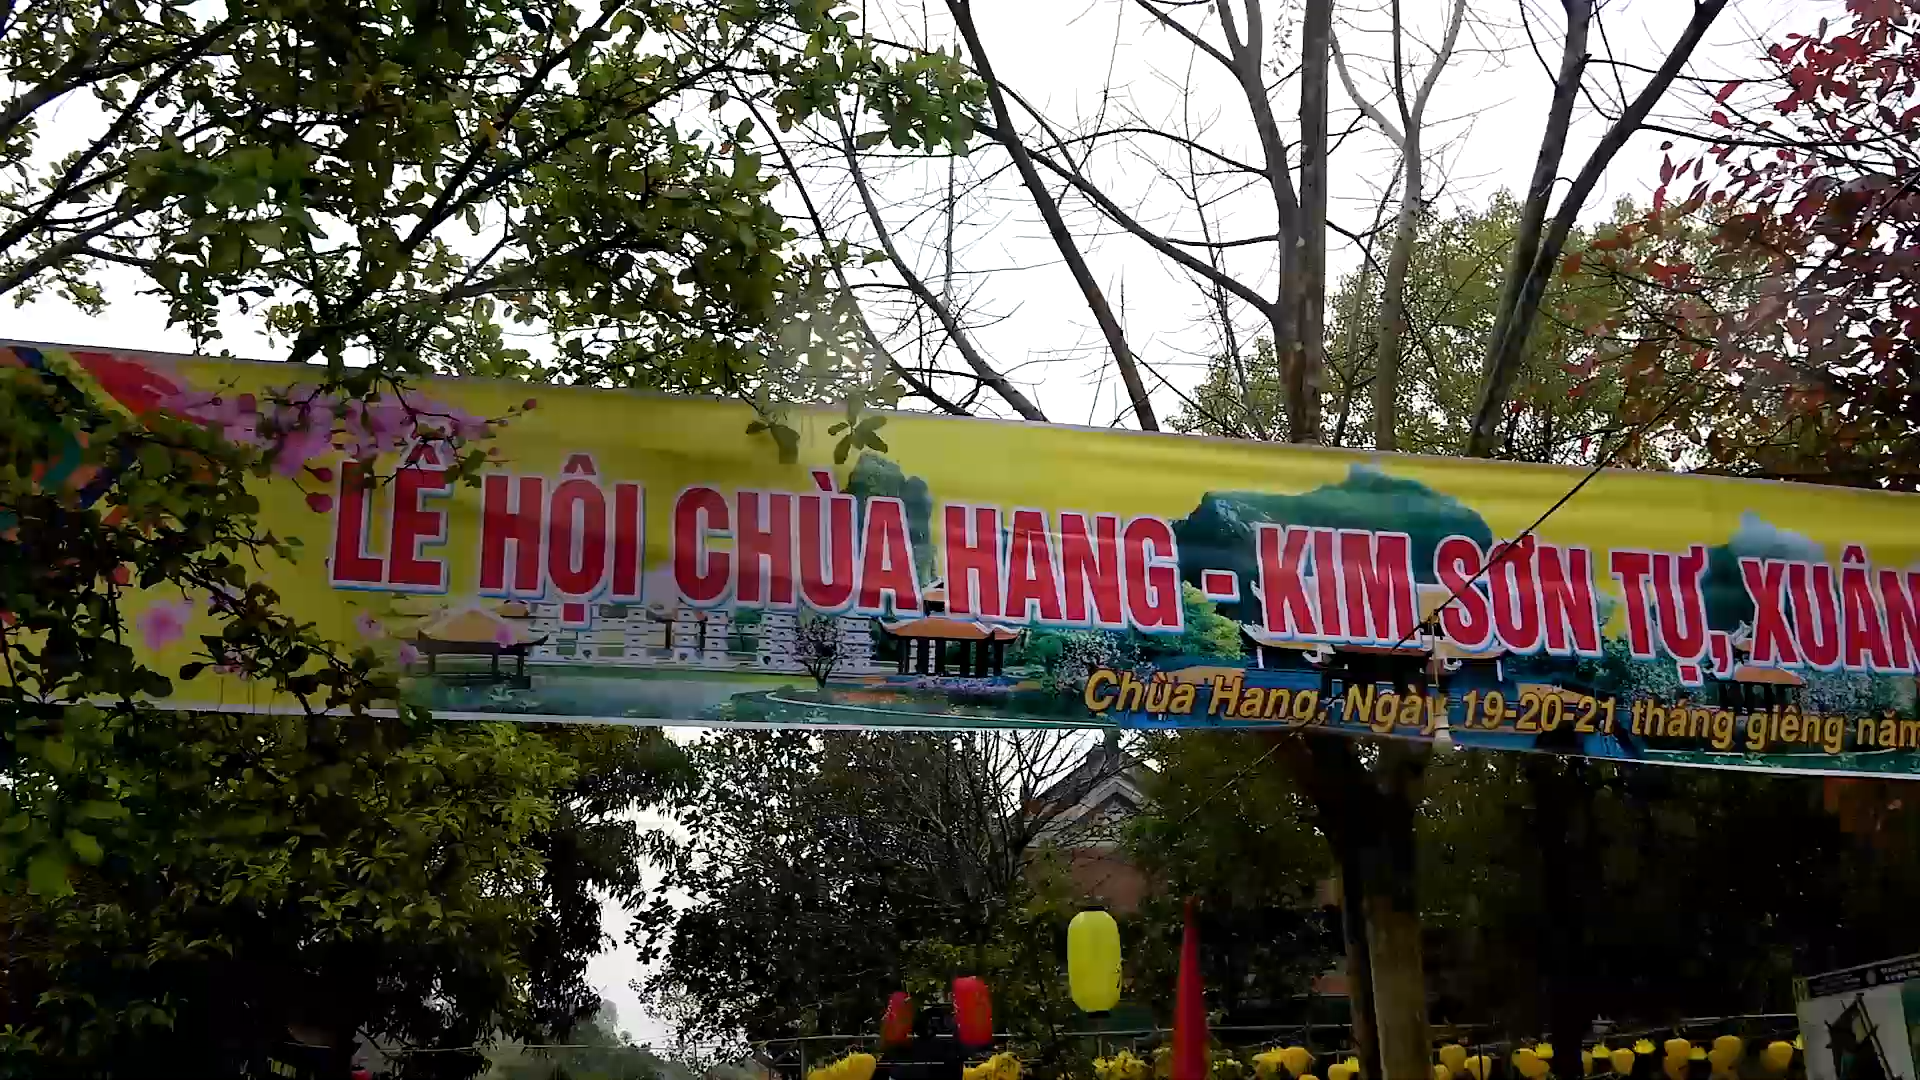 LỄ HỘI CHÙA HANG - KIM SƠN TỰ, XUÂN
Chùa Hang, Ngày 19-20-21 tháng giêng năm